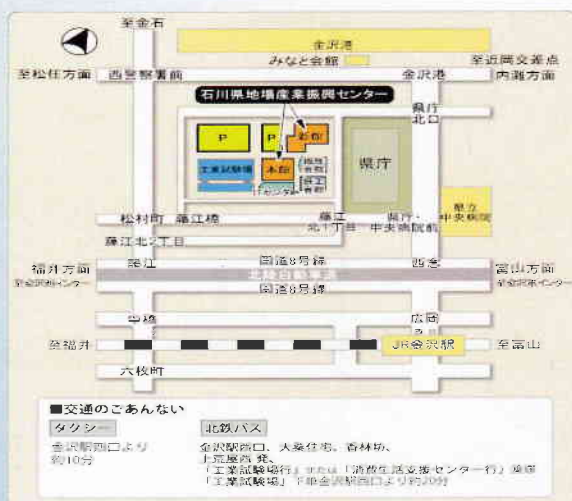 至金石
金沢港
みなと会館
至近岡交差点
至松任方面 西警察署前 金沢港 内灘方面
石川県地場産業振興センター
県庁北口
P P 新館
工業試験場 本館
県庁
県立中央病院
松村町 藤江橋 藤江北1丁目 県庁・中央病院前
藤江北2丁目
福井方面 藤江 国道8号線 西念 富山方面
北陸自動車道
国道8号線
広岡
至福井 JR金沢駅 至富山
六枚町
■交通のごあんない
タクシー
金沢駅西口より
約10分
北鉄バス
金沢駅西口、大桑住宅、香林坊、
上荒屋西 発、
「工業試験場行」または「消費生活支援センター行」乗車
「工業試験場」下車金沢駅西口より約20分